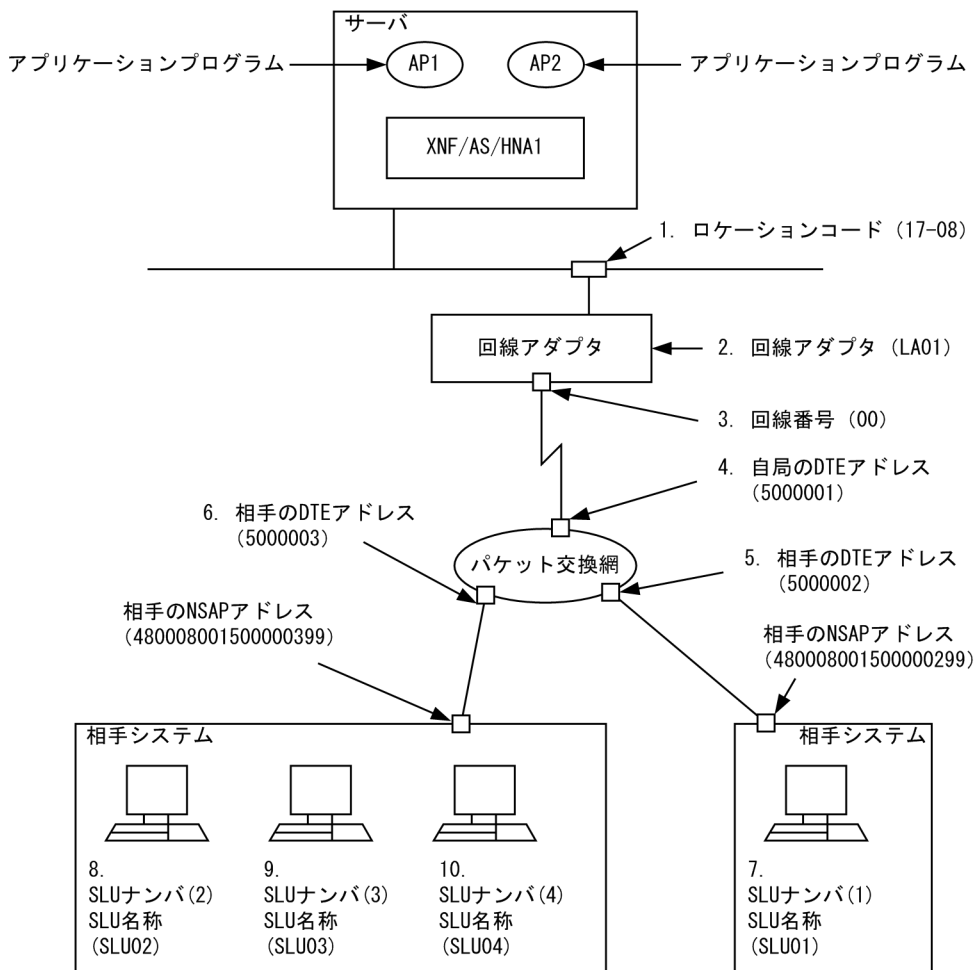 サーバ
アプリケーションプログラム
AP1
AP2
アプリケーションプログラム
XNF/AS/HNA1
1. ロケーションコード (17-08)
回線アダプタ
2. 回線アダプタ (LA01)
3. 回線番号 (00)
4. 自局のDTEアドレス
(5000001)
6. 相手のDTEアドレス
(5000003)
パケット交換網
5. 相手のDTEアドレス
(5000002)
相手のNSAPアドレス
(480008001500000399)
相手のNSAPアドレス
(480008001500000299)
相手システム
8.
SLUナンバ(2)
SLU名称
(SLU02)
9.
SLUナンバ(3)
SLU名称
(SLU03)
10.
SLUナンバ(4)
SLU名称
(SLU04)
相手システム
7.
SLUナンバ(1)
SLU名称
(SLU01)